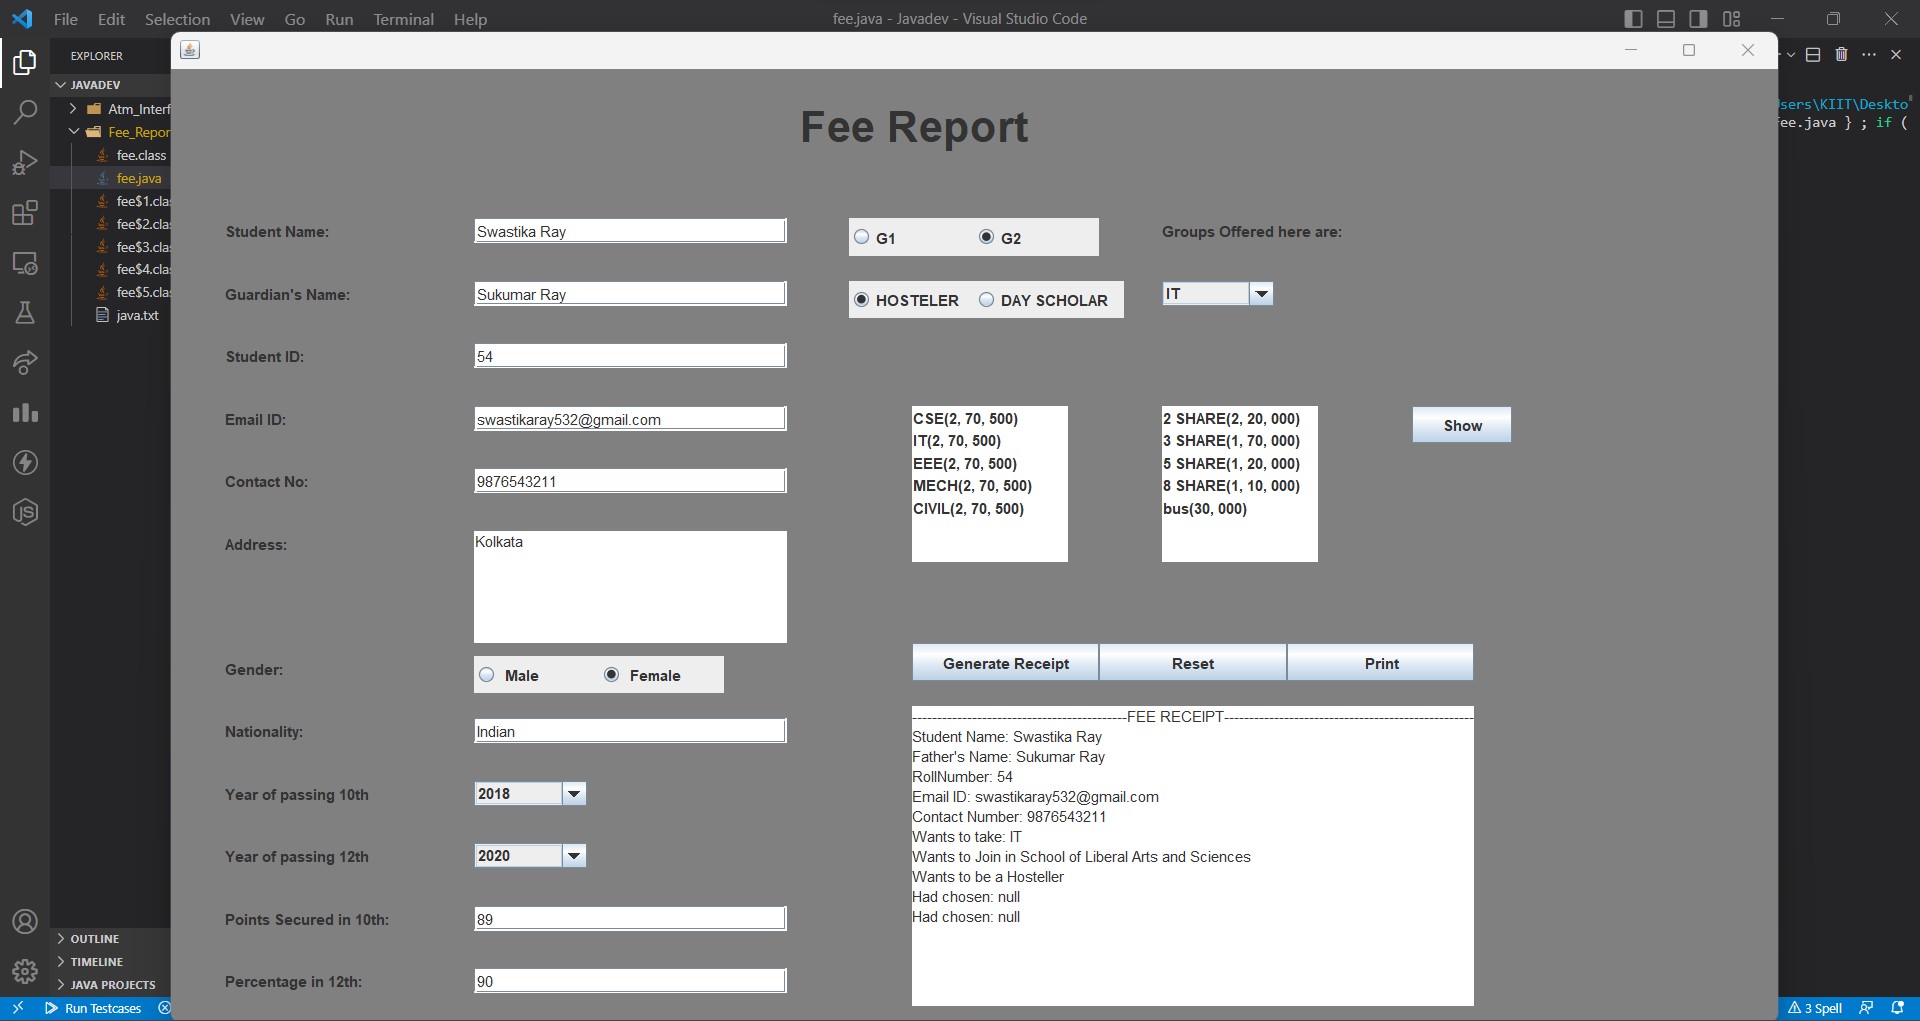 File Edit Selection View Go Run Terminal Help
fee.java - Javadev - Visual Studio Code
EXPLORER
JAVADEV
Atm_Interf
Fee_Repor
fee.class
fee.java
fee$1.cla
fee$2.cla
fee$3.cla
fee$4.cla
fee$5.cla
java.txt
OUTLINE
TIMELINE
JAVA PROJECTS
Run Testcases
Fee Report
Student Name: Swastika Ray
G1 G2
Groups Offered here are:
Guardian's Name: Sukumar Ray
HOSTELER DAY SCHOLAR
IT
Student ID: 54
Email ID: swastikaray532@gmail.com
Contact No: 9876543211
Address: Kolkata
Gender: Male Female
Nationality: Indian
Year of passing 10th 2018
Year of passing 12th 2020
Points Secured in 10th: 89
Percentage in 12th: 90
CSE(2, 70, 500)
IT(2, 70, 500)
EEE(2, 70, 500)
MECH(2, 70, 500)
CIVIL(2, 70, 500)
2 SHARE(2, 20, 000)
3 SHARE(1, 70, 000)
5 SHARE(1, 20, 000)
8 SHARE(1, 10, 000)
bus(30, 000)
Show
Generate Receipt Reset Print
-------------------------------------------FEE RECEIPT--------------------------------------------------
Student Name: Swastika Ray
Father's Name: Sukumar Ray
RollNumber: 54
Email ID: swastikaray532@gmail.com
Contact Number: 9876543211
Wants to take: IT
Wants to Join in School of Liberal Arts and Sciences
Wants to be a Hosteller
Had chosen: null
Had chosen: null
sers\KIIT\Deskto
fee.java } ; if (
3 Spell